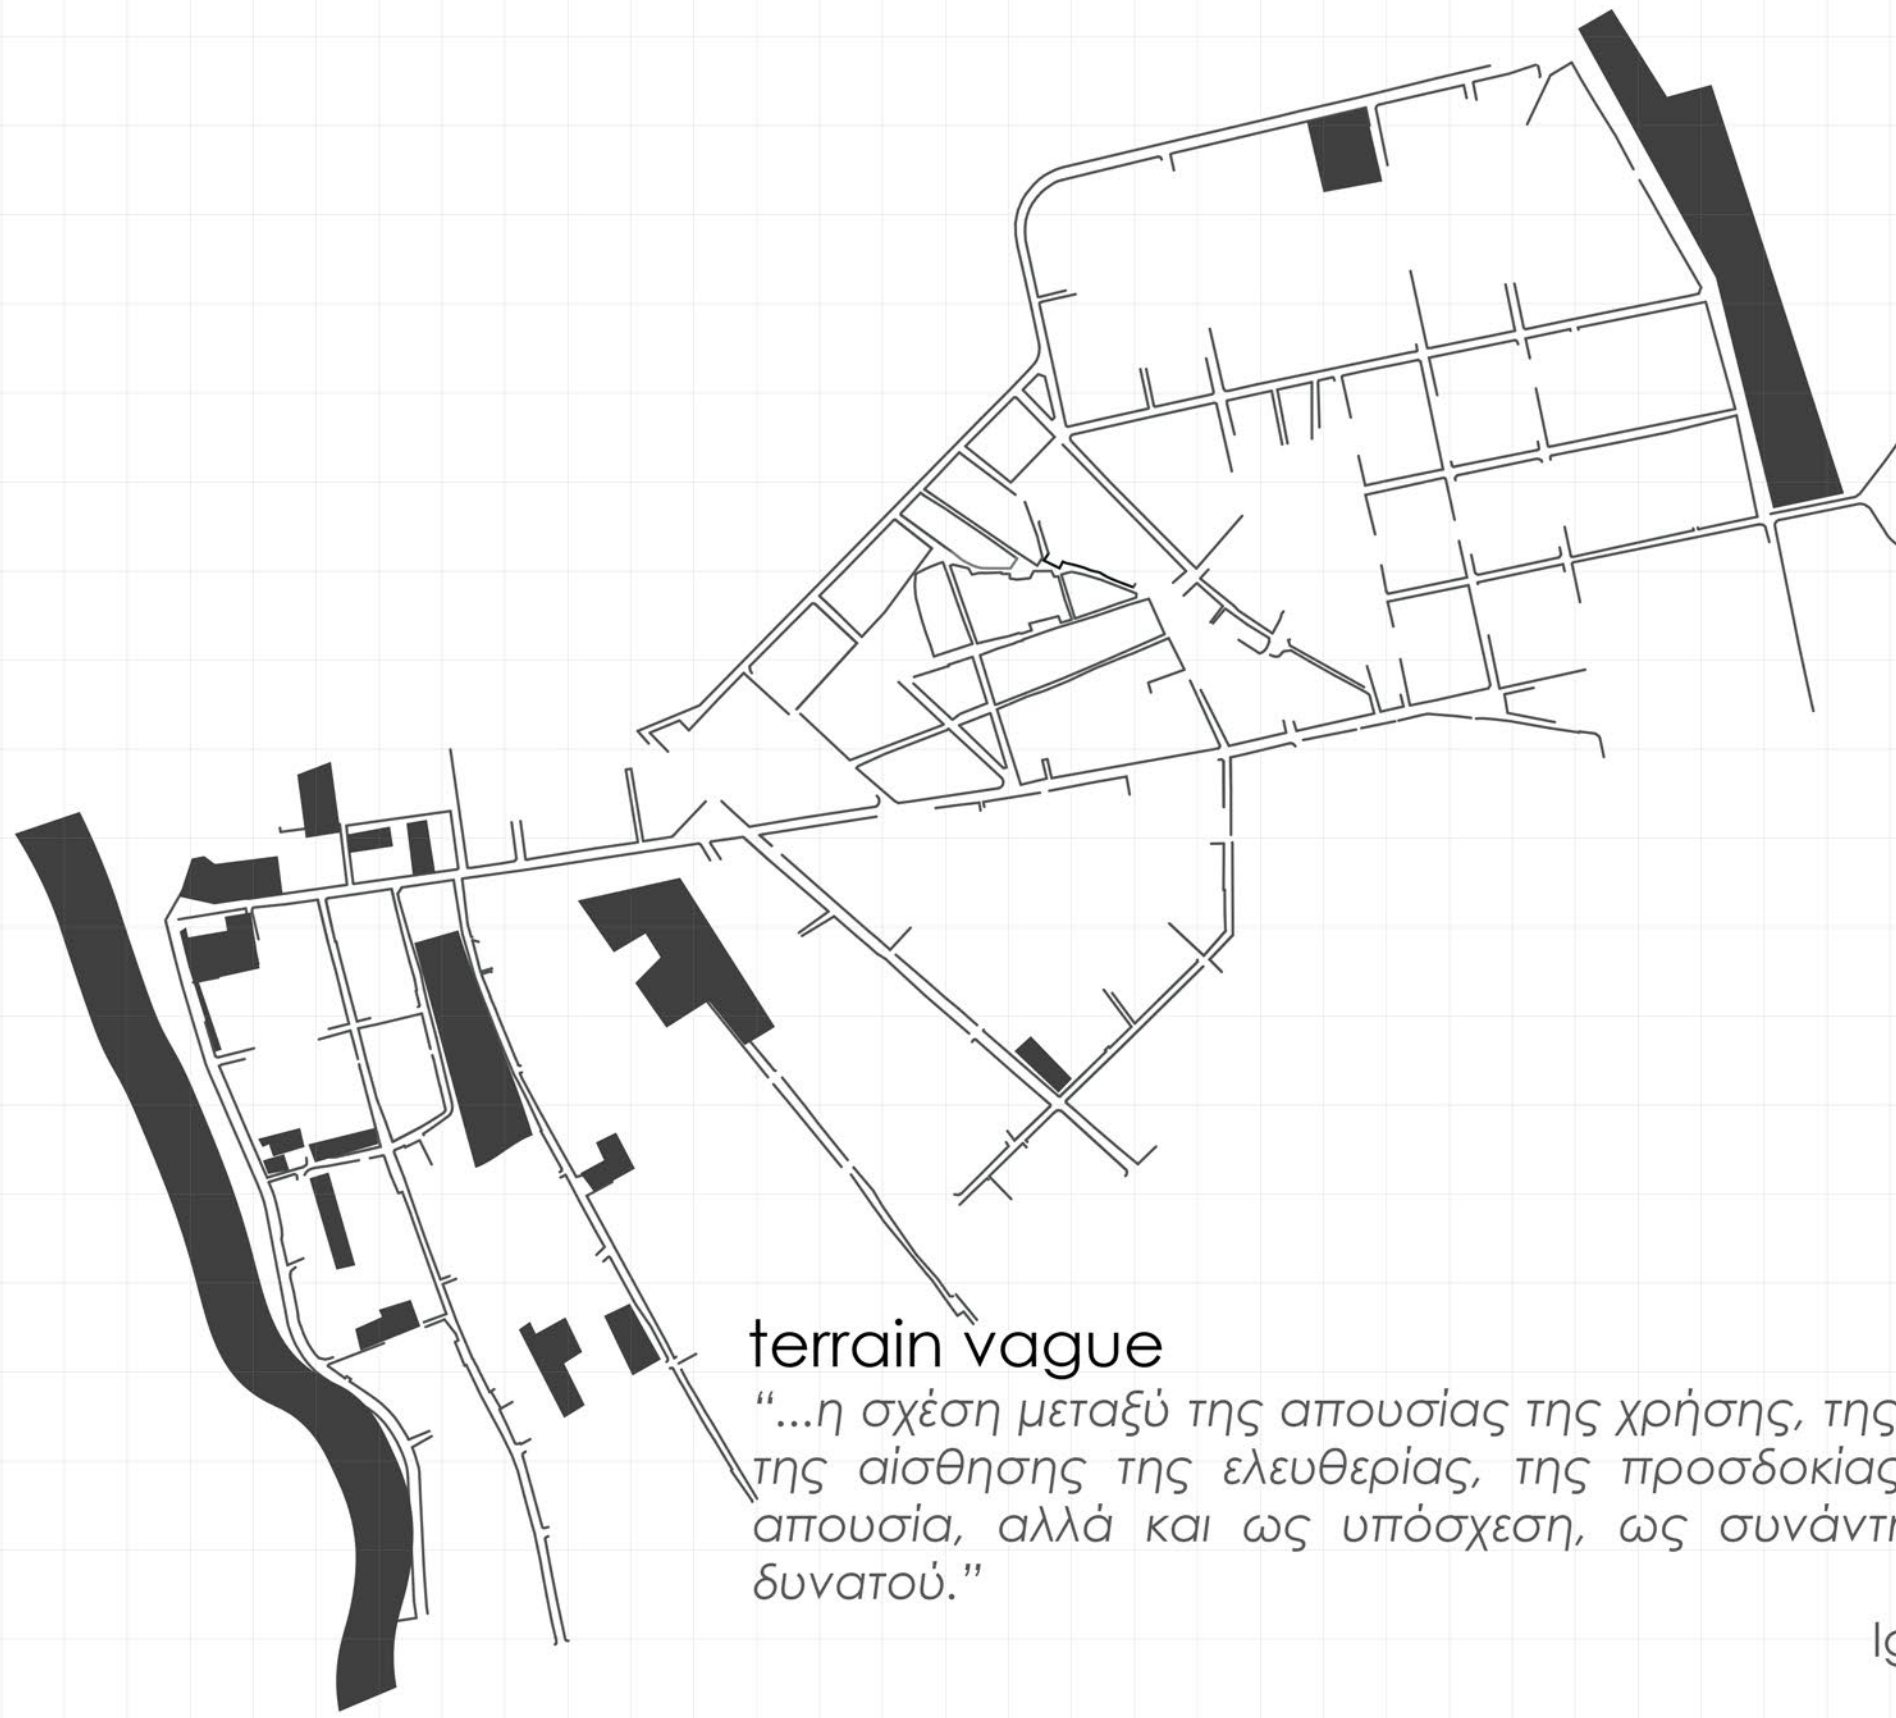 terrain vague
“...η σχέση μεταξύ της απουσίας της χρήσης, της
της αίσθησης της ελευθερίας, της προσδοκίας
απουσία, αλλά και ως υπόσχεση, ως
δυνατού.”